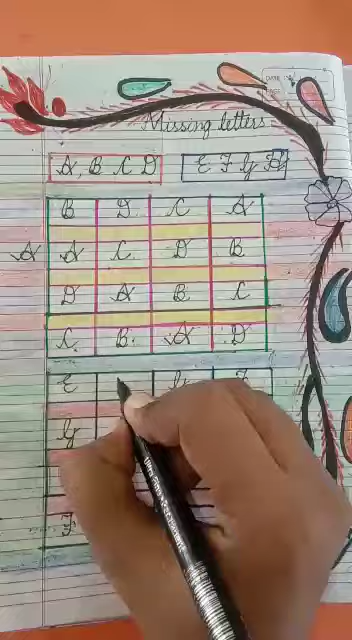 Missing letters
A, B C D E F G H
B D C A
A A C D B
D A B C
C B A D
E G F
G
F